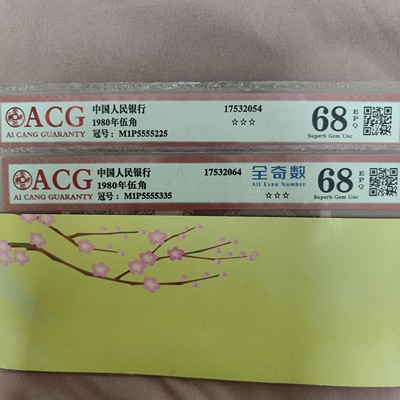 ACG
AI CANG GUARANTY
中国人民银行
1980年伍角
冠号：M1P5555225
17532054
☆☆☆
68
EPQ
Superb Gem Unc
ACG
AI CANG GUARANTY
中国人民银行
1980年伍角
冠号：M1P5555335
17532064
全奇数
All Even Number
☆☆☆
68
EPQ
Superb Gem Unc